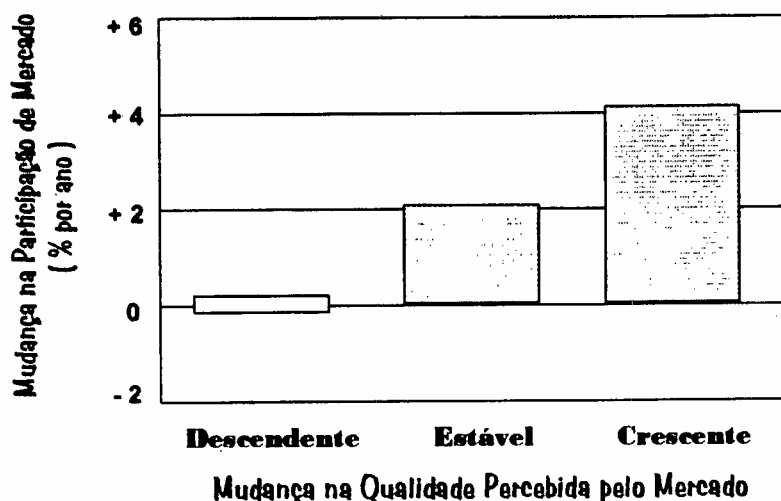 Mudança na Participação de Mercado
( % por ano )
+ 6
+ 4
+ 2
0
- 2
Descendente Estável Crescente
Mudança na Qualidade Percebida pelo Mercado